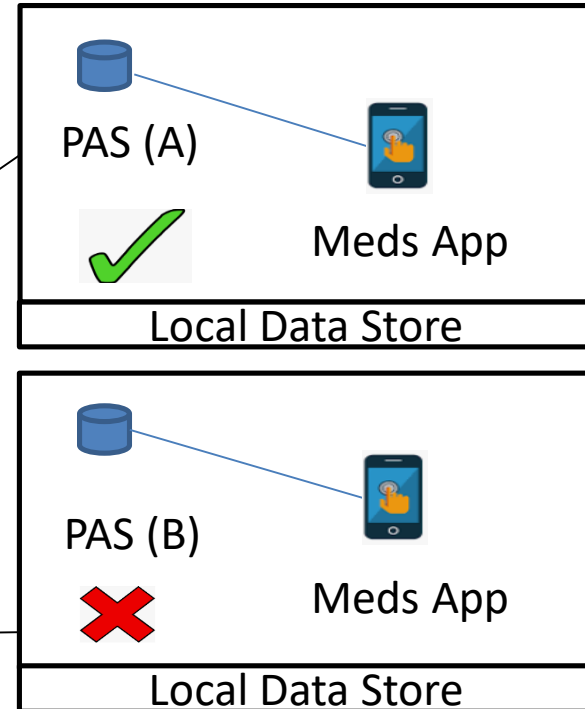 PAS (A)
Meds App
Local Data Store
PAS (B)
Meds App
Local Data Store